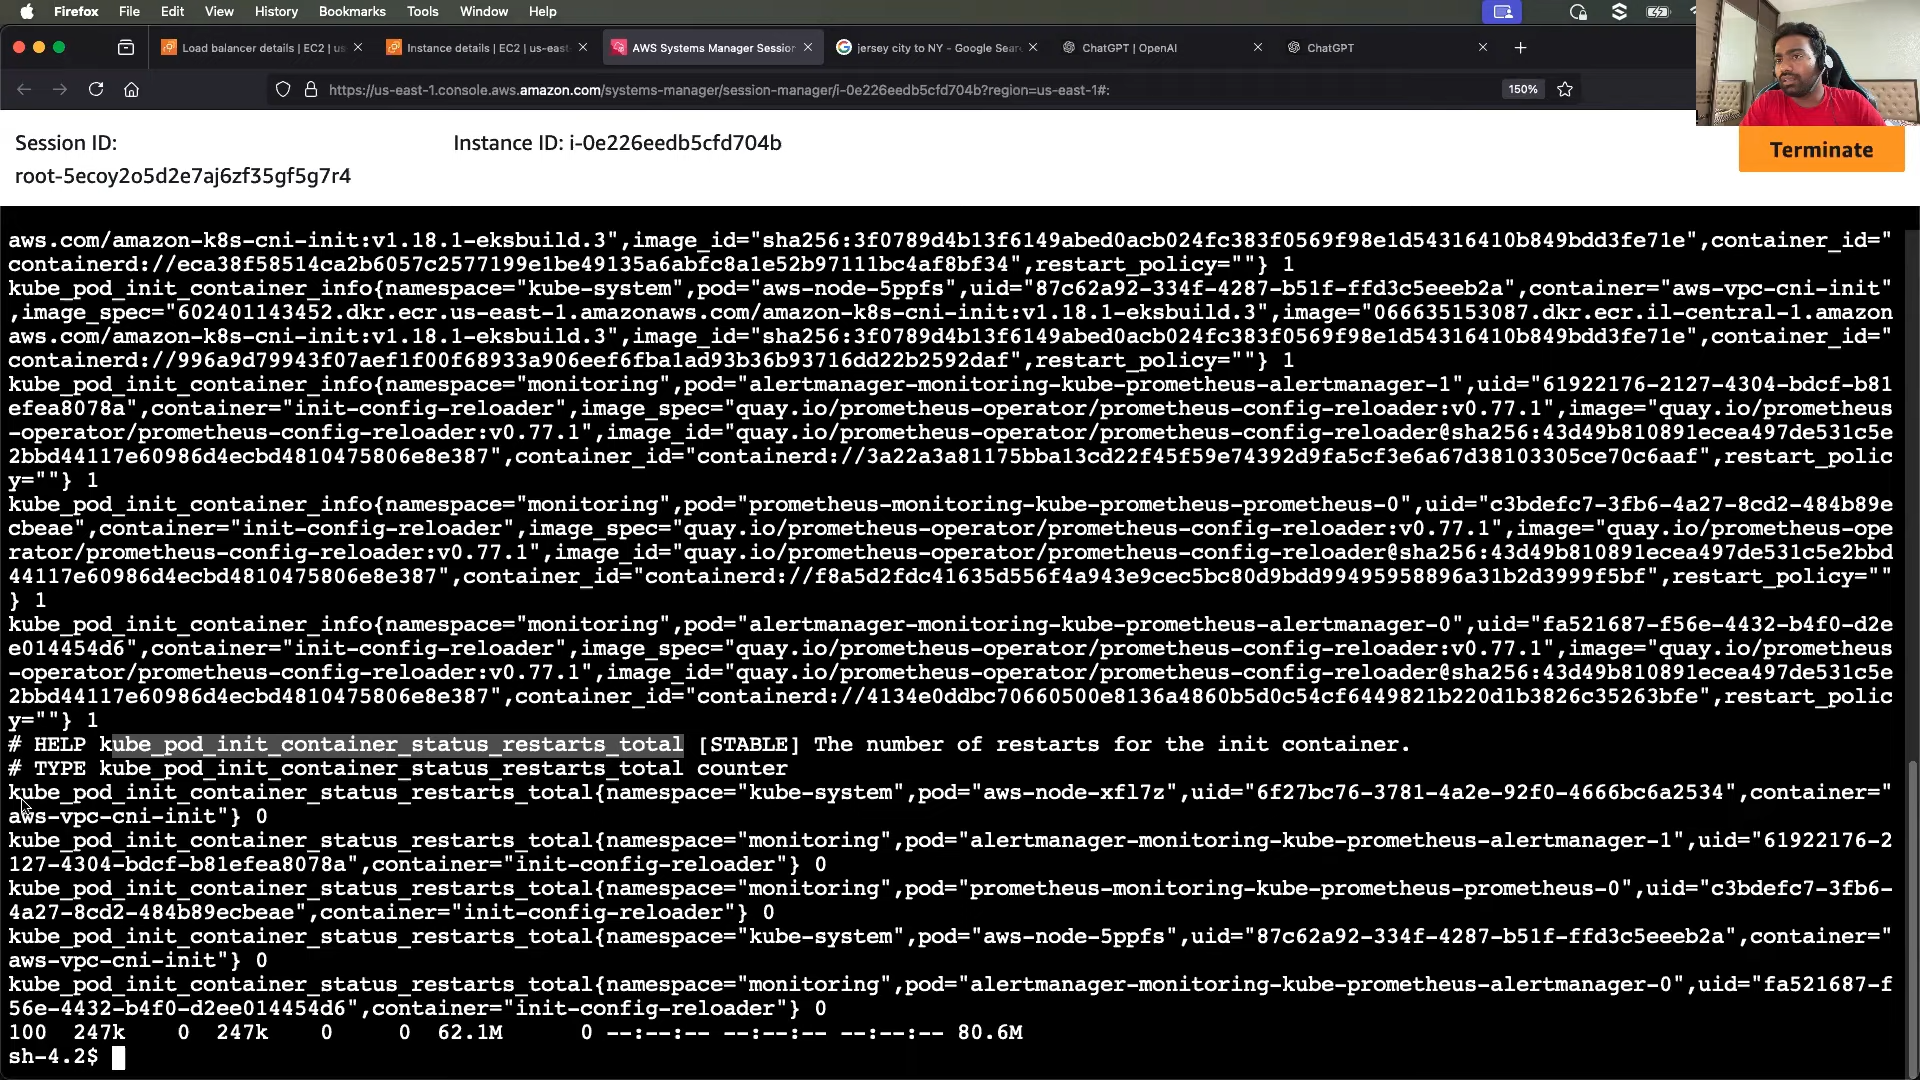 Firefox File Edit View History Bookmarks Tools Window Help
Load balancer details | EC2 | us
Instance details | EC2 | us-east
AWS Systems Manager Session
jersey city to NY - Google Sear
ChatGPT | OpenAI
ChatGPT
https://us-east-1.console.aws.amazon.com/systems-manager/session-manager/i-0e226eedb5cfd704b?region=us-east-1#:
150%
Session ID:
root-5ecoy2o5d2e7aj6zf35gf5g7r4
Instance ID: i-0e226eedb5cfd704b
Terminate
aws.com/amazon-k8s-cni-init:v1.18.1-eksbuild.3",image_id="sha256:3f0789d4b13f6149abed0acb024fc383f0569f98e1d54316410b849bdd3fe71e",container_id="
containerd://eca38f58514ca2b6057c2577199e1be49135a6abfc8a1e52b97111bc4af8bf34",restart_policy=""} 1
kube_pod_init_container_info{namespace="kube-system",pod="aws-node-5ppfs",uid="87c62a92-334f-4287-b51f-ffd3c5eeeb2a",container="aws-vpc-cni-init"
,image_spec="602401143452.dkr.ecr.us-east-1.amazonaws.com/amazon-k8s-cni-init:v1.18.1-eksbuild.3",image="066635153087.dkr.ecr.il-central-1.amazon
aws.com/amazon-k8s-cni-init:v1.18.1-eksbuild.3",image_id="sha256:3f0789d4b13f6149abed0acb024fc383f0569f98e1d54316410b849bdd3fe71e",container_id="
containerd://996a9d79943f07aef1f00f68933a906eef6fba1ad93b36b93716dd22b2592daf",restart_policy=""} 1
kube_pod_init_container_info{namespace="monitoring",pod="alertmanager-monitoring-kube-prometheus-alertmanager-1",uid="61922176-2127-4304-bdcf-b81
efea8078a",container="init-config-reloader",image_spec="quay.io/prometheus-operator/prometheus-config-reloader:v0.77.1",image="quay.io/prometheus
-operator/prometheus-config-reloader:v0.77.1",image_id="quay.io/prometheus-operator/prometheus-config-reloader@sha256:43d49b810891ecea497de531c5e
2bbd44117e60986d4ecbd4810475806e8e387",container_id="containerd://3a22a3a81175bba13cd22f45f59e74392d9fa5cf3e6a67d38103305ce70c6aaf",restart_polic
y=""} 1
kube_pod_init_container_info{namespace="monitoring",pod="prometheus-monitoring-kube-prometheus-prometheus-0",uid="c3bdefc7-3fb6-4a27-8cd2-484b89e
cbeae",container="init-config-reloader",image_spec="quay.io/prometheus-operator/prometheus-config-reloader:v0.77.1",image="quay.io/prometheus-ope
rator/prometheus-config-reloader:v0.77.1",image_id="quay.io/prometheus-operator/prometheus-config-reloader@sha256:43d49b810891ecea497de531c5e2bbd
44117e60986d4ecbd4810475806e8e387",container_id="containerd://f8a5d2fdc41635d556f4a943e9cec5bc80d9bdd99495958896a31b2d3999f5bf",restart_policy=""
} 1
kube_pod_init_container_info{namespace="monitoring",pod="alertmanager-monitoring-kube-prometheus-alertmanager-0",uid="fa521687-f56e-4432-b4f0-d2e
e014454d6",container="init-config-reloader",image_spec="quay.io/prometheus-operator/prometheus-config-reloader:v0.77.1",image="quay.io/prometheus
-operator/prometheus-config-reloader:v0.77.1",image_id="quay.io/prometheus-operator/prometheus-config-reloader@sha256:43d49b810891ecea497de531c5e
2bbd44117e60986d4ecbd4810475806e8e387",container_id="containerd://4134e0ddbc70660500e8136a4860b5d0c54cf6449821b220d1b3826c35263bfe",restart_polic
y=""} 1
# HELP kube_pod_init_container_status_restarts_total [STABLE] The number of restarts for the init container.
# TYPE kube_pod_init_container_status_restarts_total counter
kube_pod_init_container_status_restarts_total{namespace="kube-system",pod="aws-node-xfl7z",uid="6f27bc76-3781-4a2e-92f0-4666bc6a2534",container="
aws-vpc-cni-init"} 0
kube_pod_init_container_status_restarts_total{namespace="monitoring",pod="alertmanager-monitoring-kube-prometheus-alertmanager-1",uid="61922176-2
127-4304-bdcf-b81efea8078a",container="init-config-reloader"} 0
kube_pod_init_container_status_restarts_total{namespace="monitoring",pod="prometheus-monitoring-kube-prometheus-prometheus-0",uid="c3bdefc7-3fb6-
4a27-8cd2-484b89ecbeae",container="init-config-reloader"} 0
kube_pod_init_container_status_restarts_total{namespace="kube-system",pod="aws-node-5ppfs",uid="87c62a92-334f-4287-b51f-ffd3c5eeeb2a",container="
aws-vpc-cni-init"} 0
kube_pod_init_container_status_restarts_total{namespace="monitoring",pod="alertmanager-monitoring-kube-prometheus-alertmanager-0",uid="fa521687-f
56e-4432-b4f0-d2ee014454d6",container="init-config-reloader"} 0
100 247k 0 247k 0 0 62.1M 0 --:--:-- --:--:-- --:--:-- 80.6M
sh-4.2$